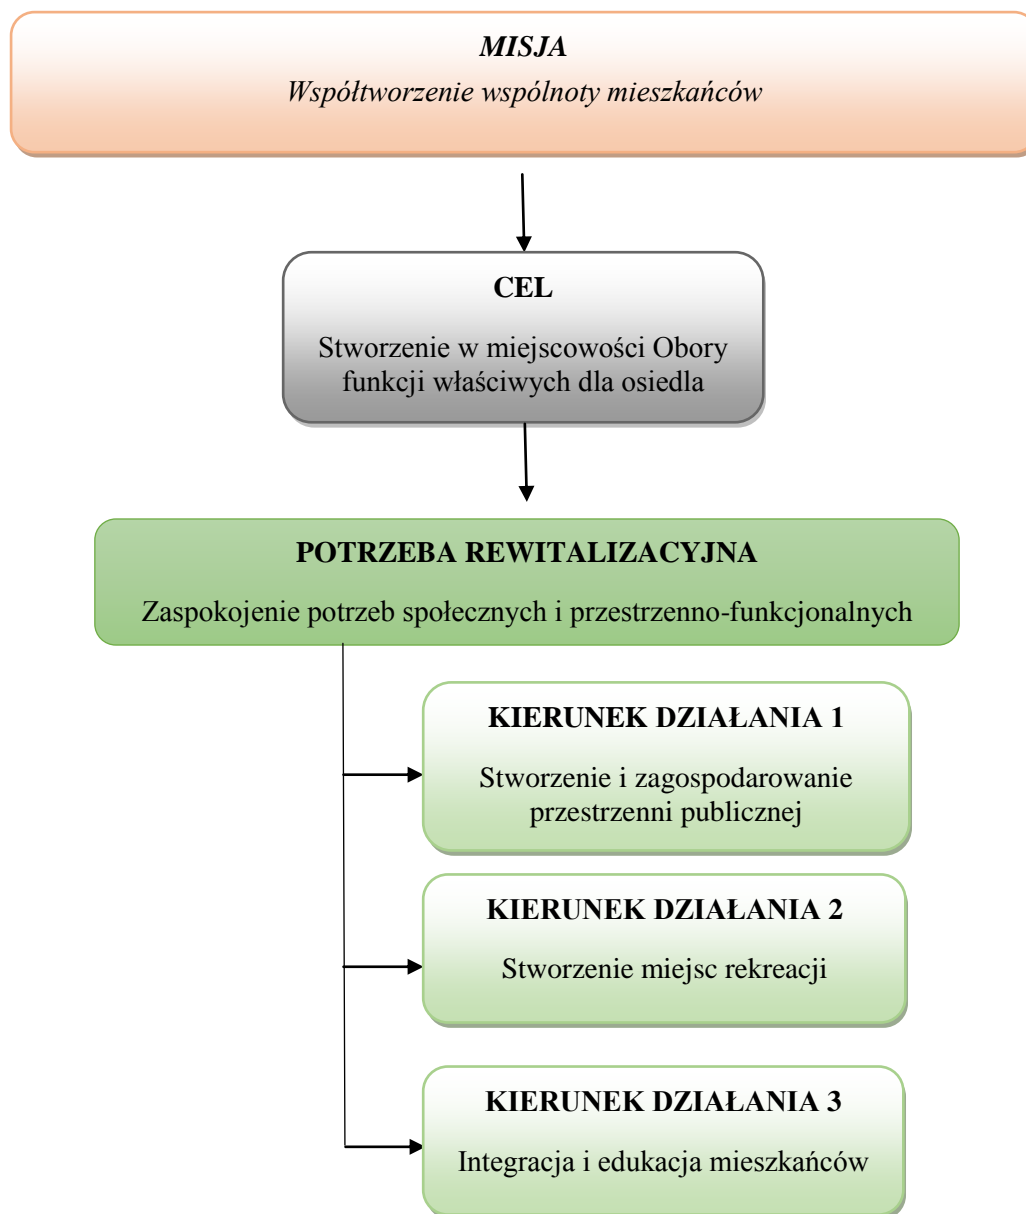 MISJA
Współtworzenie wspólnoty mieszkańców
CEL
Stworzenie w miejscowości Obory
funkcji właściwych dla osiedla
POTRZEBA REWITALIZACYJNA
Zaspokojenie potrzeb społecznych i przestrzenno-funkcjonalnych
KIERUNEK DZIAŁANIA 1
Stworzenie i zagospodarowanie
przestrzeni publicznej
KIERUNEK DZIAŁANIA 2
Stworzenie miejsc rekreacji
KIERUNEK DZIAŁANIA 3
Integracja i edukacja mieszkańców